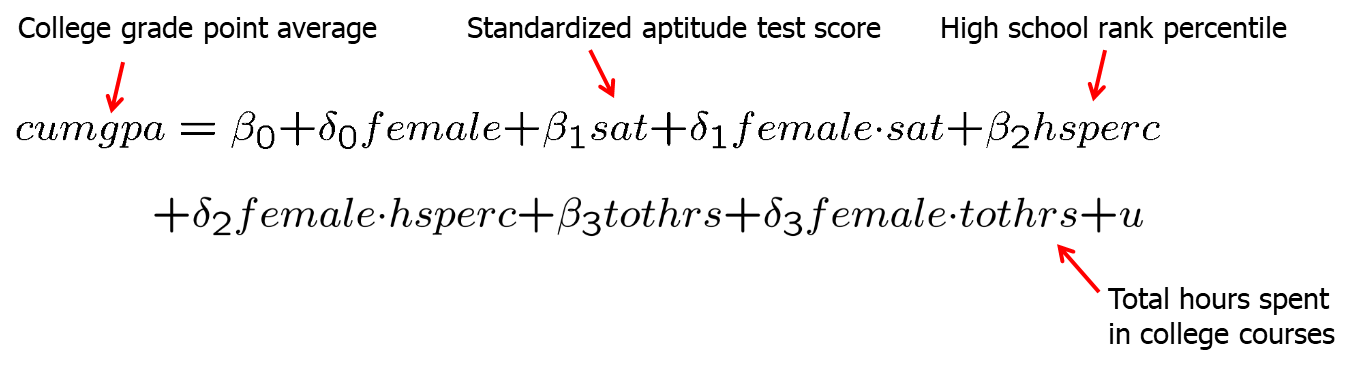 College grade point average
Standardized aptitude test score
High school rank percentile
cumgpa = β₀+δ₀female+β₁sat+δ₁female·sat+β₂hsperc
+δ₂female·hsperc+β₃tothrs+δ₃female·tothrs+u
Total hours spent
in college courses